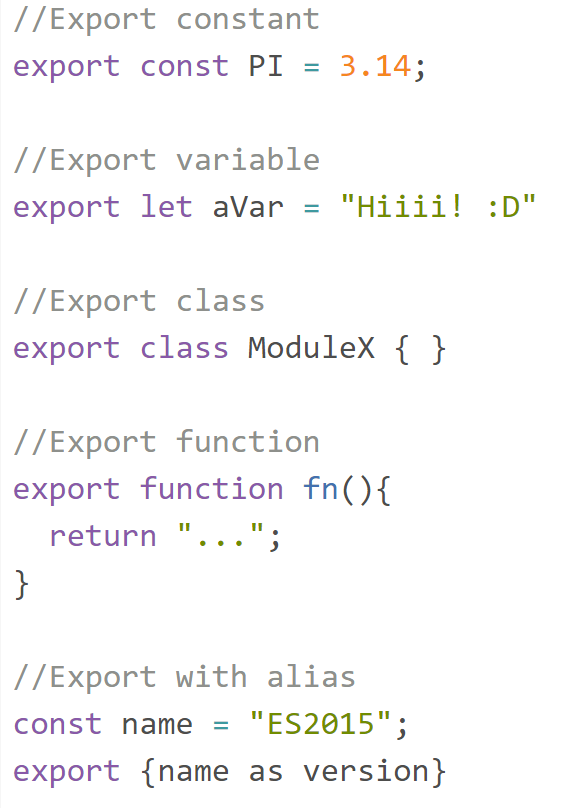 //Export constant
export const PI = 3.14;
//Export variable
export let aVar = "Hiiii! :D"
//Export class
export class ModuleX { }
//Export function
export function fn(){
return "...";
}
//Export with alias
const name = "ES2015";
export {name as version}